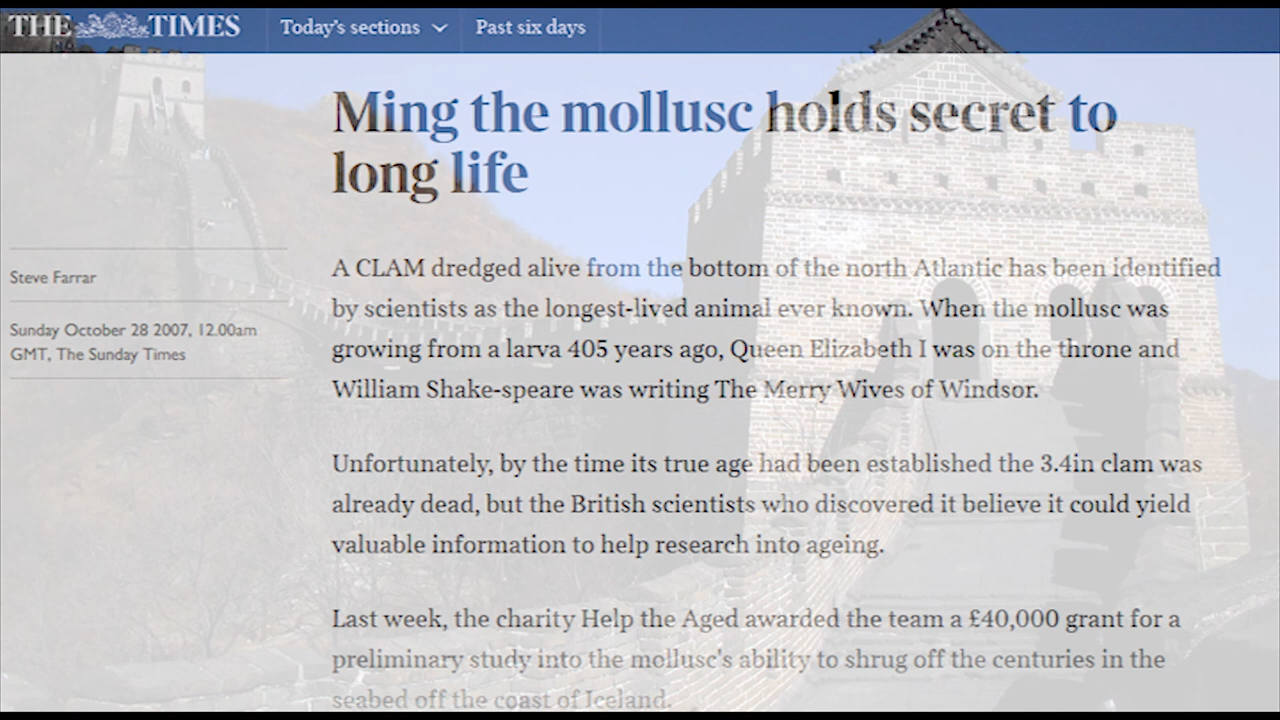 THE TIMES
Today's sections
Past six days
Ming the mollusc holds secret to
long life
Steve Farrar
Sunday October 28 2007, 12.00am
GMT, The Sunday Times
A CLAM dredged alive from the bottom of the north Atlantic has been identified
by scientists as the longest-lived animal ever known. When the mollusc was
growing from a larva 405 years ago, Queen Elizabeth I was on the throne and
William Shake-speare was writing The Merry Wives of Windsor.
Unfortunately, by the time its true age had been established the 3.4in clam was
already dead, but the British scientists who discovered it believe it could yield
valuable information to help research into ageing.
Last week, the charity Help the Aged awarded the team a £40,000 grant for a
preliminary study into the mollusc's ability to shrug off the centuries in the
seabed off the coast of Iceland.